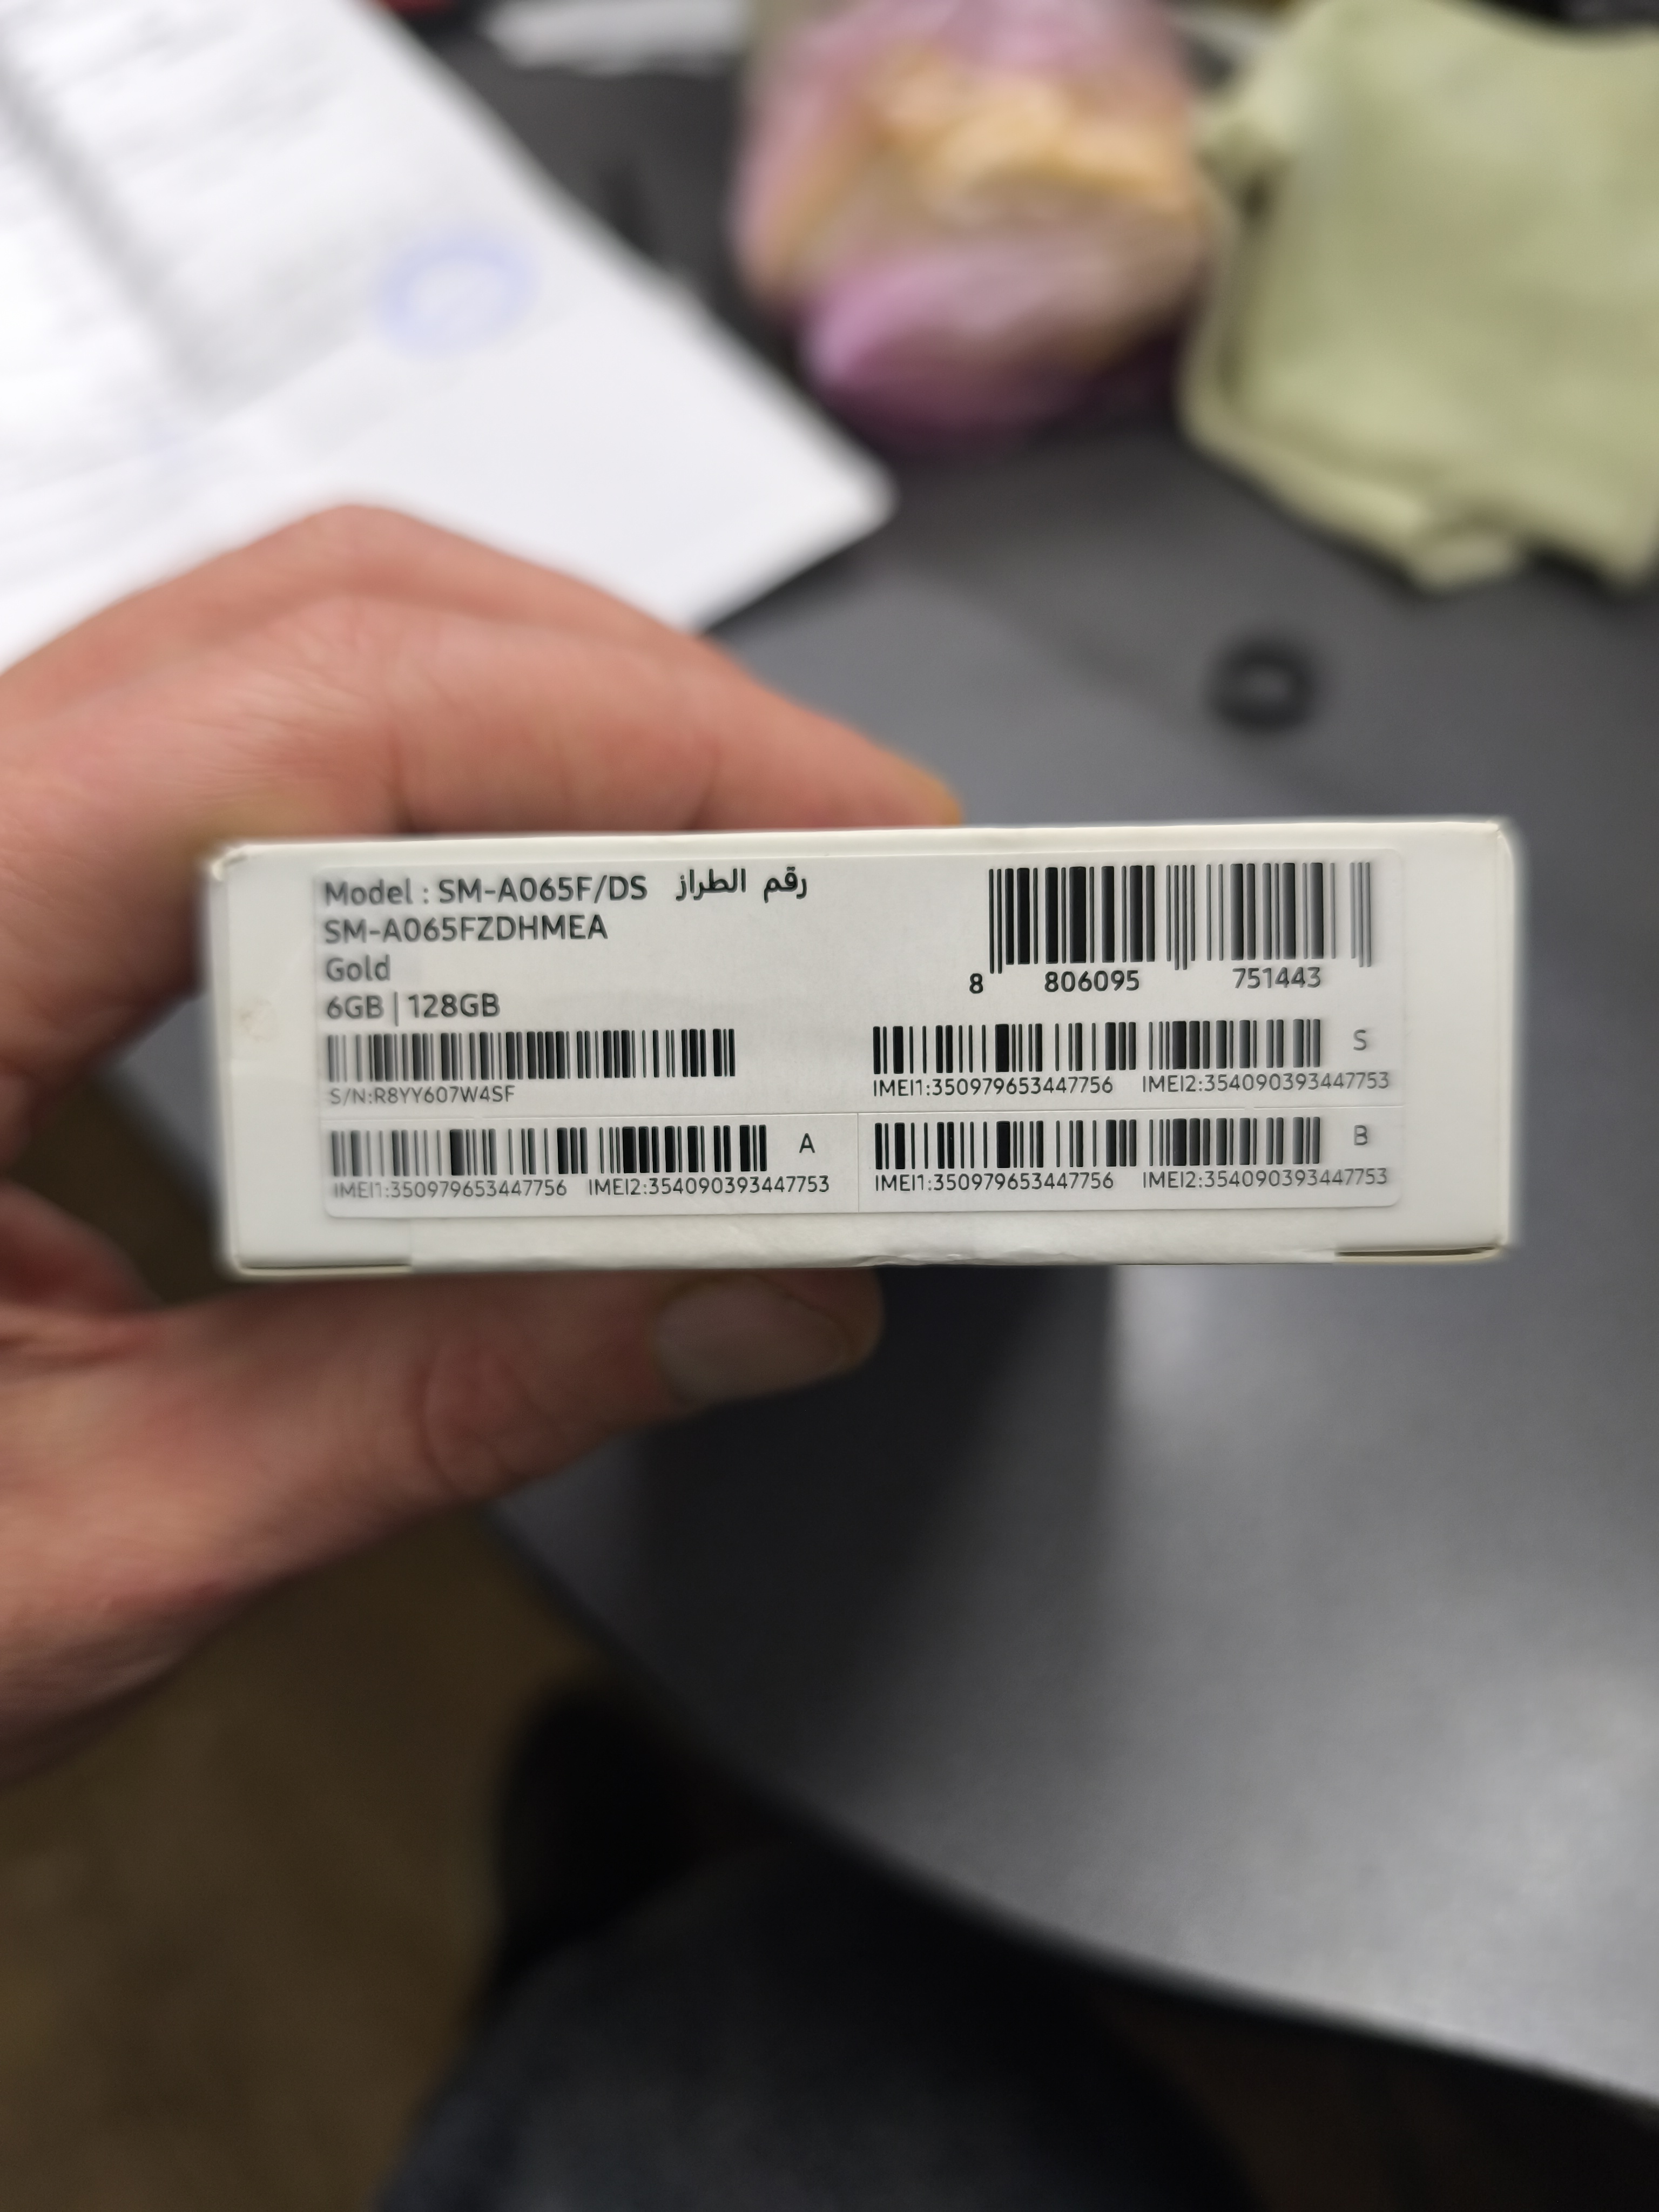 Model : SM-A065F/DS رقم الطراز
SM-A065FZDHMEA
Gold
6GB | 128GB
8 806095 751443
S/N:R8YY607W4SF
IMEI1:350979653447756 IMEI2:354090393447753 S
IMEI1:350979653447756 IMEI2:354090393447753 A
IMEI1:350979653447756 IMEI2:354090393447753 B